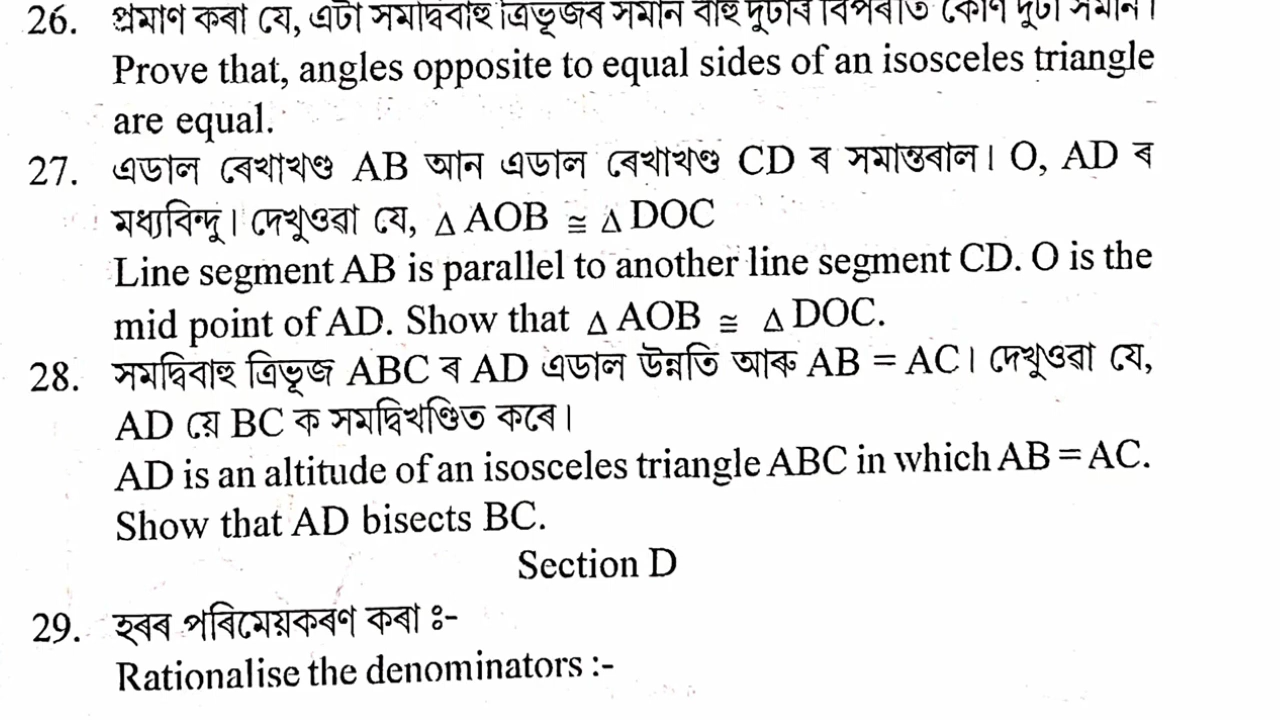 26. প্ৰমাণ কৰা যে, এটা সমদ্বিবাহু ত্ৰিভূজৰ সমান বাহু দুটাৰ বিপৰীত কোণ দুটা সমান।
Prove that, angles opposite to equal sides of an isosceles triangle
are equal.
27. এডাল ৰেখাখণ্ড AB আন এডাল ৰেখাখণ্ড CD ৰ সমান্তৰাল। O, AD ৰ
মধ্যবিন্দু। দেখুওৱা যে, △ AOB ≅ △ DOC
Line segment AB is parallel to another line segment CD. O is the
mid point of AD. Show that △ AOB ≅ △ DOC.
28. সমদ্বিবাহু ত্ৰিভূজ ABC ৰ AD এডাল উন্নতি আৰু AB = AC। দেখুওৱা যে,
AD য়ে BC ক সমদ্বিখণ্ডিত কৰে।
AD is an altitude of an isosceles triangle ABC in which AB = AC.
Show that AD bisects BC.
Section D
29. হৰৰ পৰিমেয়কৰণ কৰা ঃ-
Rationalise the denominators :-